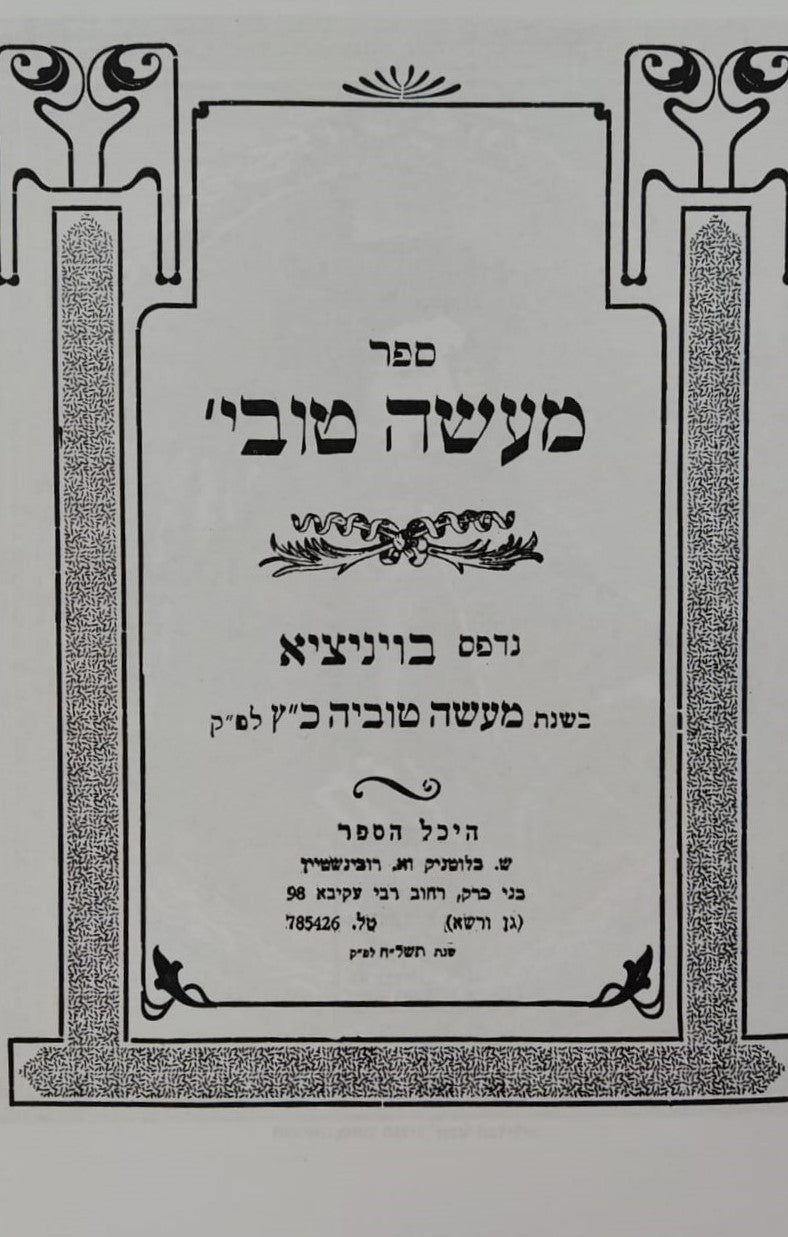 ספר
מעשה טובי'
נדפס בויניציא
בשנת מעשה טוביה כ"ץ לפ"ק
היכל הספר
ש. בלוטניק וא. רובינשטיין
בני ברק, רחוב רבי עקיבא 98
(גן ורשא) טל. 785426
שנת תשל"ח לפ"ק